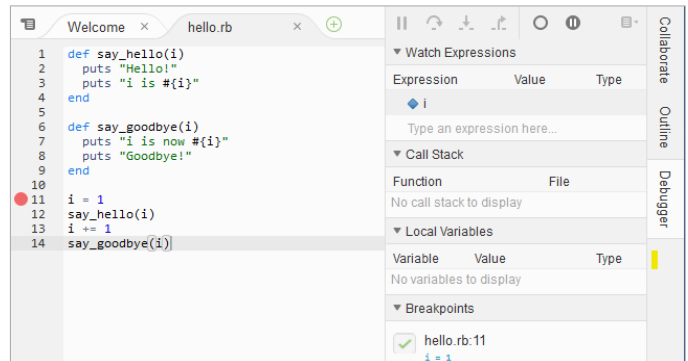 Welcome ×
hello.rb ×
1 def say_hello(i)
2 puts "Hello!"
3 puts "i is #{i}"
4 end
5
6 def say_goodbye(i)
7 puts "i is now #{i}"
8 puts "Goodbye!"
9 end
10
11 i = 1
12 say_hello(i)
13 i += 1
14 say_goodbye(i)
Watch Expressions
Expression Value Type
i
Type an expression here...
Call Stack
Function File
No call stack to display
Local Variables
Variable Value Type
No variables to display
Breakpoints
hello.rb:11
i = 1
Collaborate
Outline
Debugger